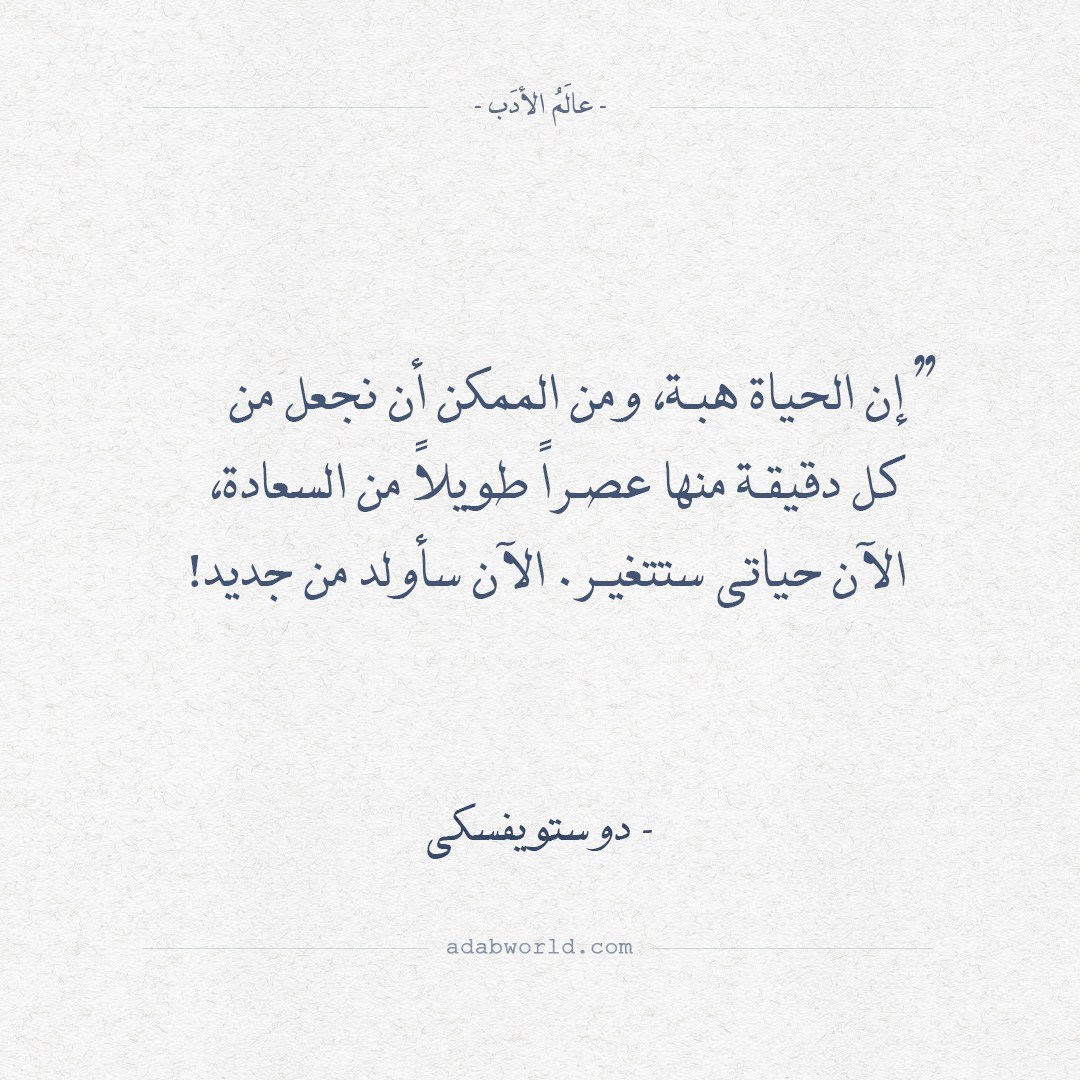 - عالَمُ الأدَب -
”إن الحياة هبة، ومن الممكن أن نجعل من
كل دقيقة منها عصراً طويلاً من السعادة،
الآن حياتى ستتغير. الآن سأولد من جديد!
- دوستويفسكى
adabworld.com